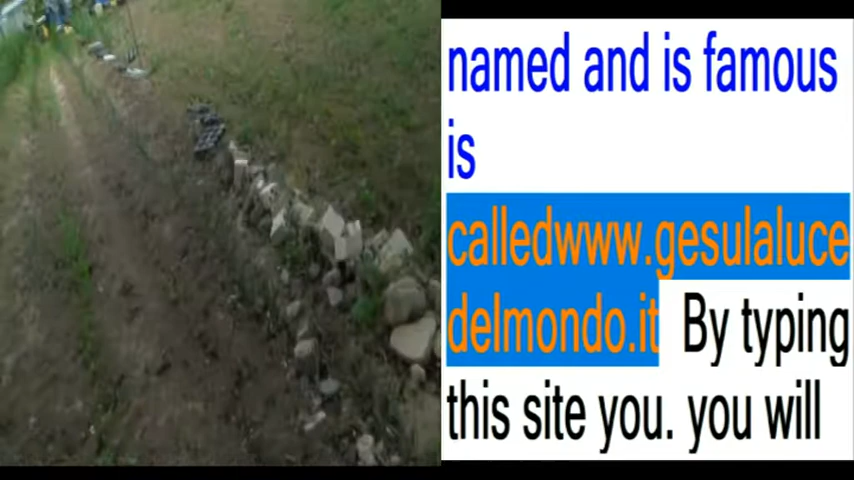 named and is famous
is
calledwww.gesulaluce
delmondo.it By typing
this site you. you will